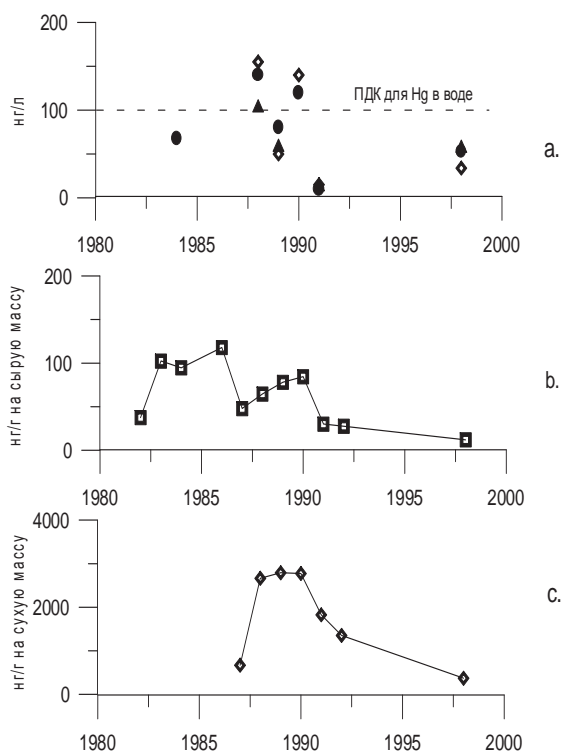 200
100
0
нг/л
ПДК для Hg в воде
a.
1980 1985 1990 1995 2000
200
100
0
нг/г на сырую массу
b.
1980 1985 1990 1995 2000
4000
2000
0
нг/г на сухую массу
c.
1980 1985 1990 1995 2000